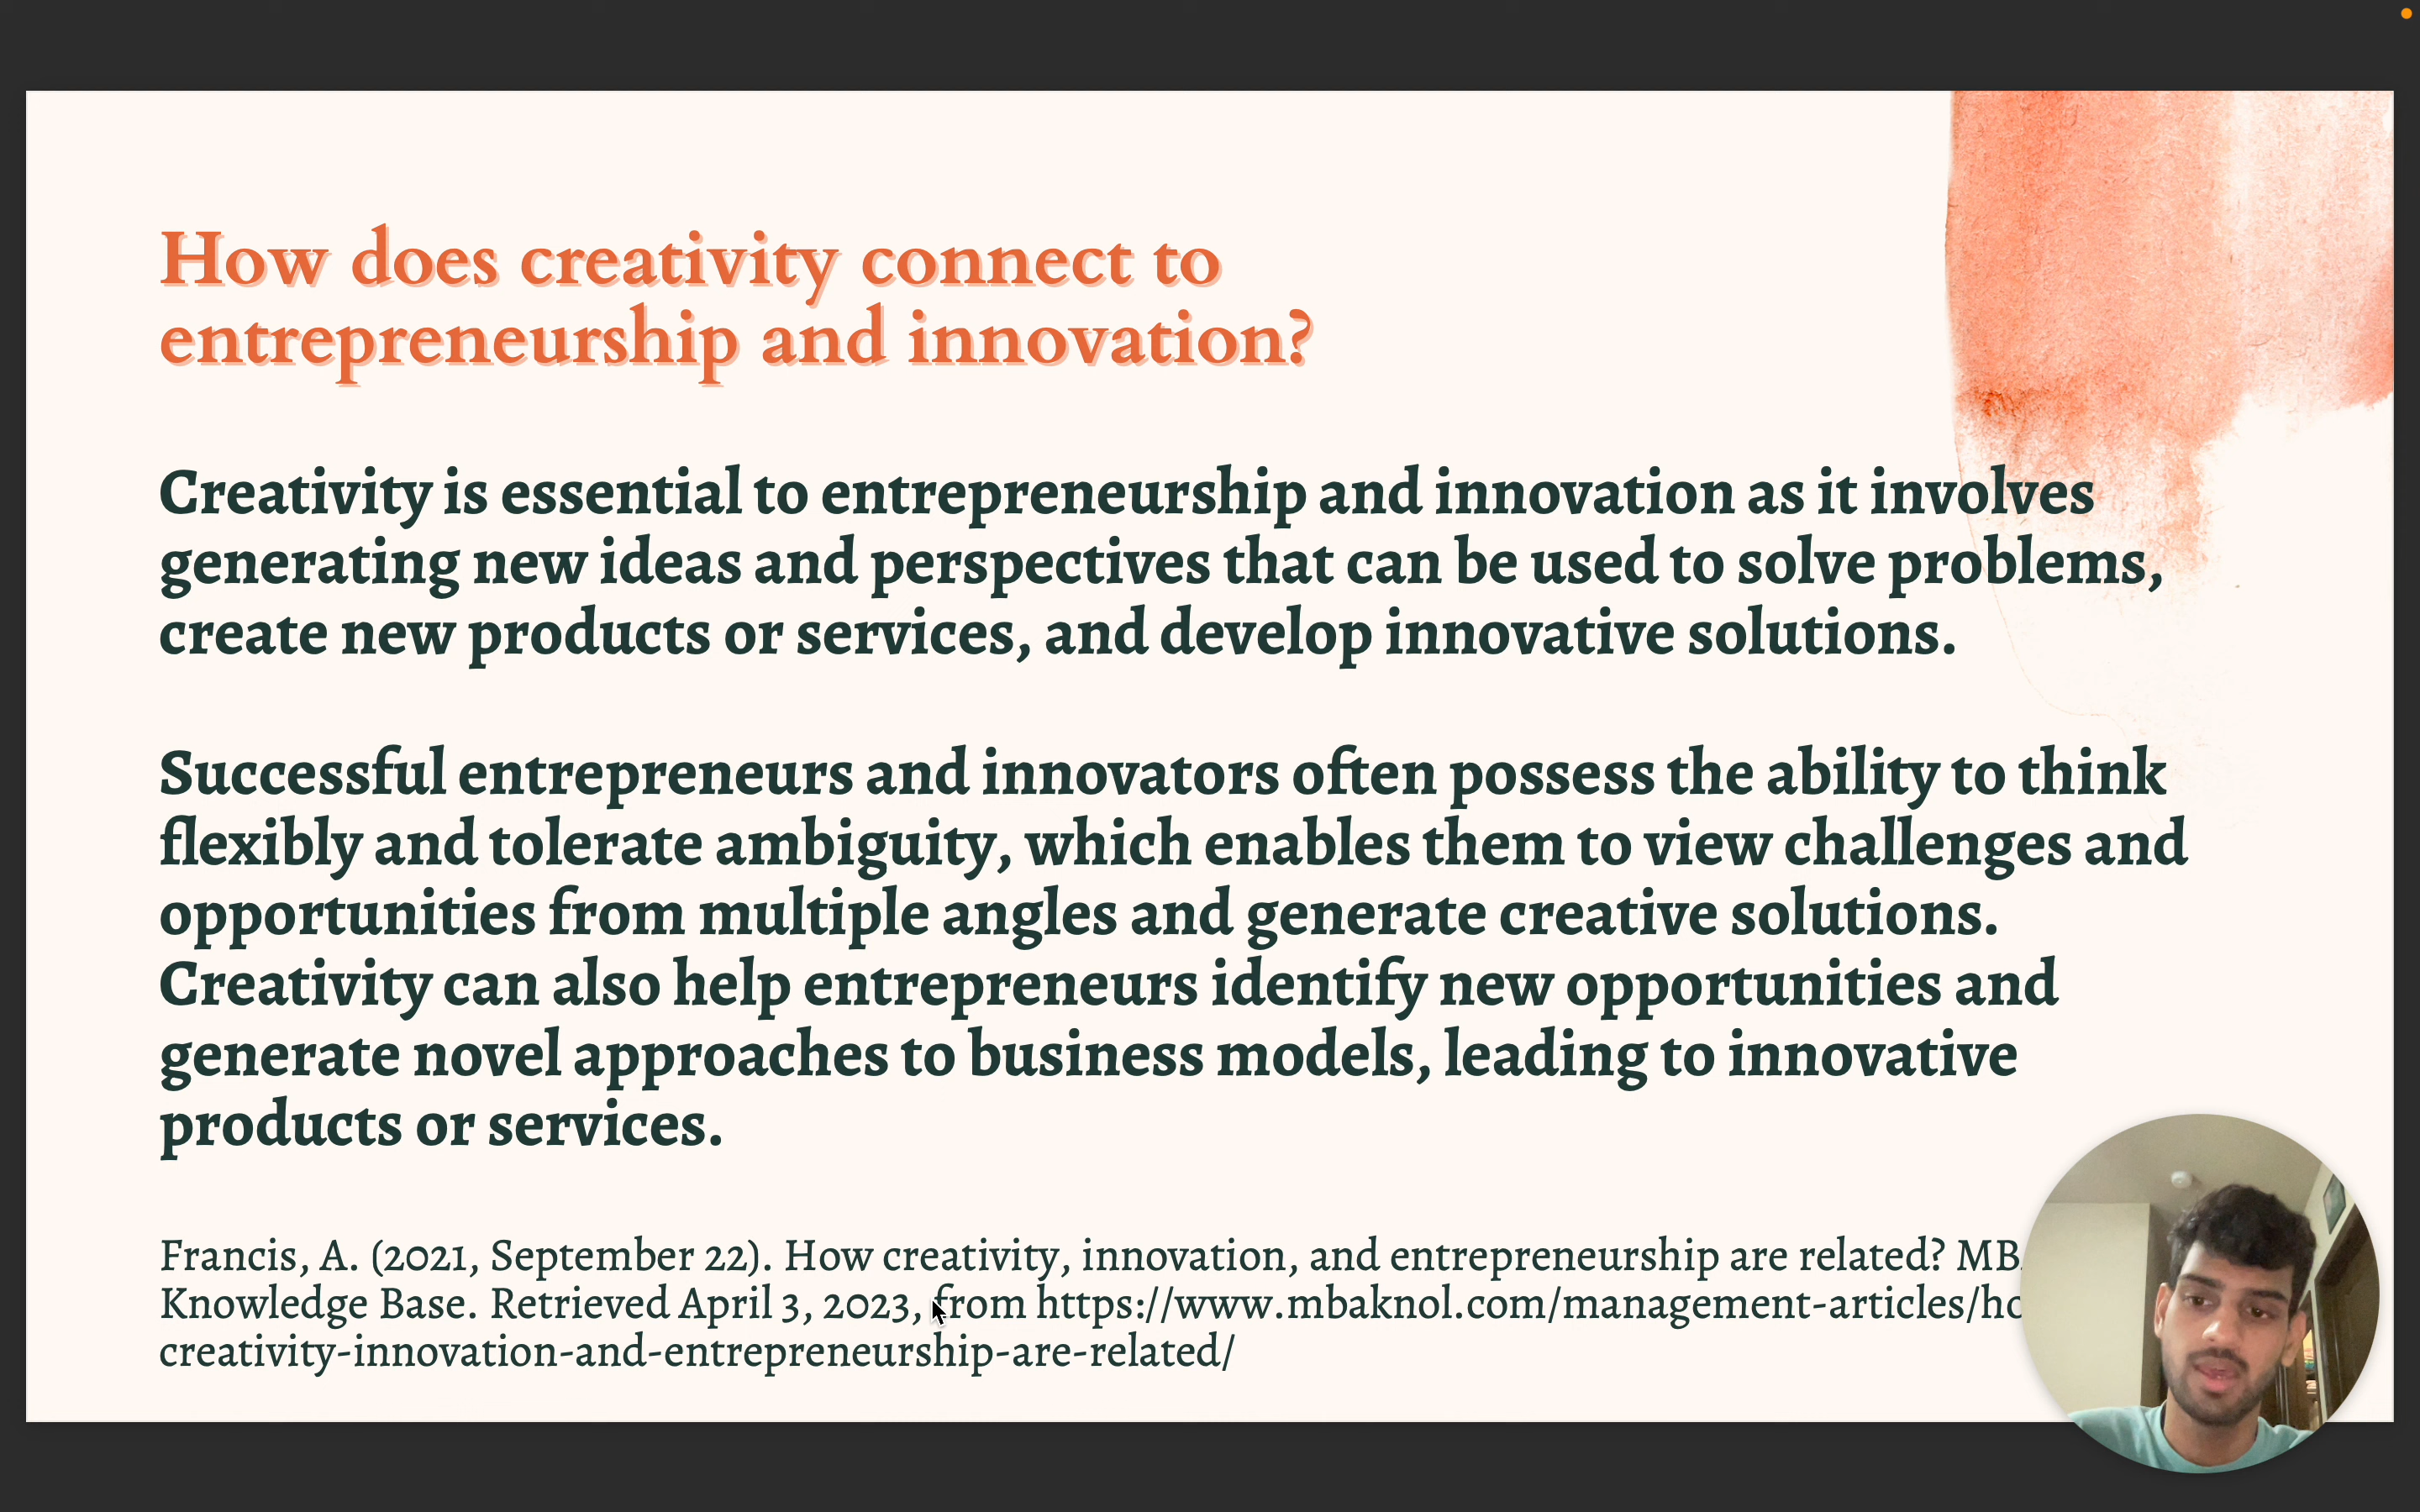 How does creativity connect to
entrepreneurship and innovation?
Creativity is essential to entrepreneurship and innovation as it involves
generating new ideas and perspectives that can be used to solve problems,
create new products or services, and develop innovative solutions.
Successful entrepreneurs and innovators often possess the ability to think
flexibly and tolerate ambiguity, which enables them to view challenges and
opportunities from multiple angles and generate creative solutions.
Creativity can also help entrepreneurs identify new opportunities and
generate novel approaches to business models, leading to innovative
products or services.
Francis, A. (2021, September 22). How creativity, innovation, and entrepreneurship are related?
Knowledge Base. Retrieved April 3, 2023, from https://www.mbaknol.com/management-articles/
creativity-innovation-and-entrepreneurship-are-related/